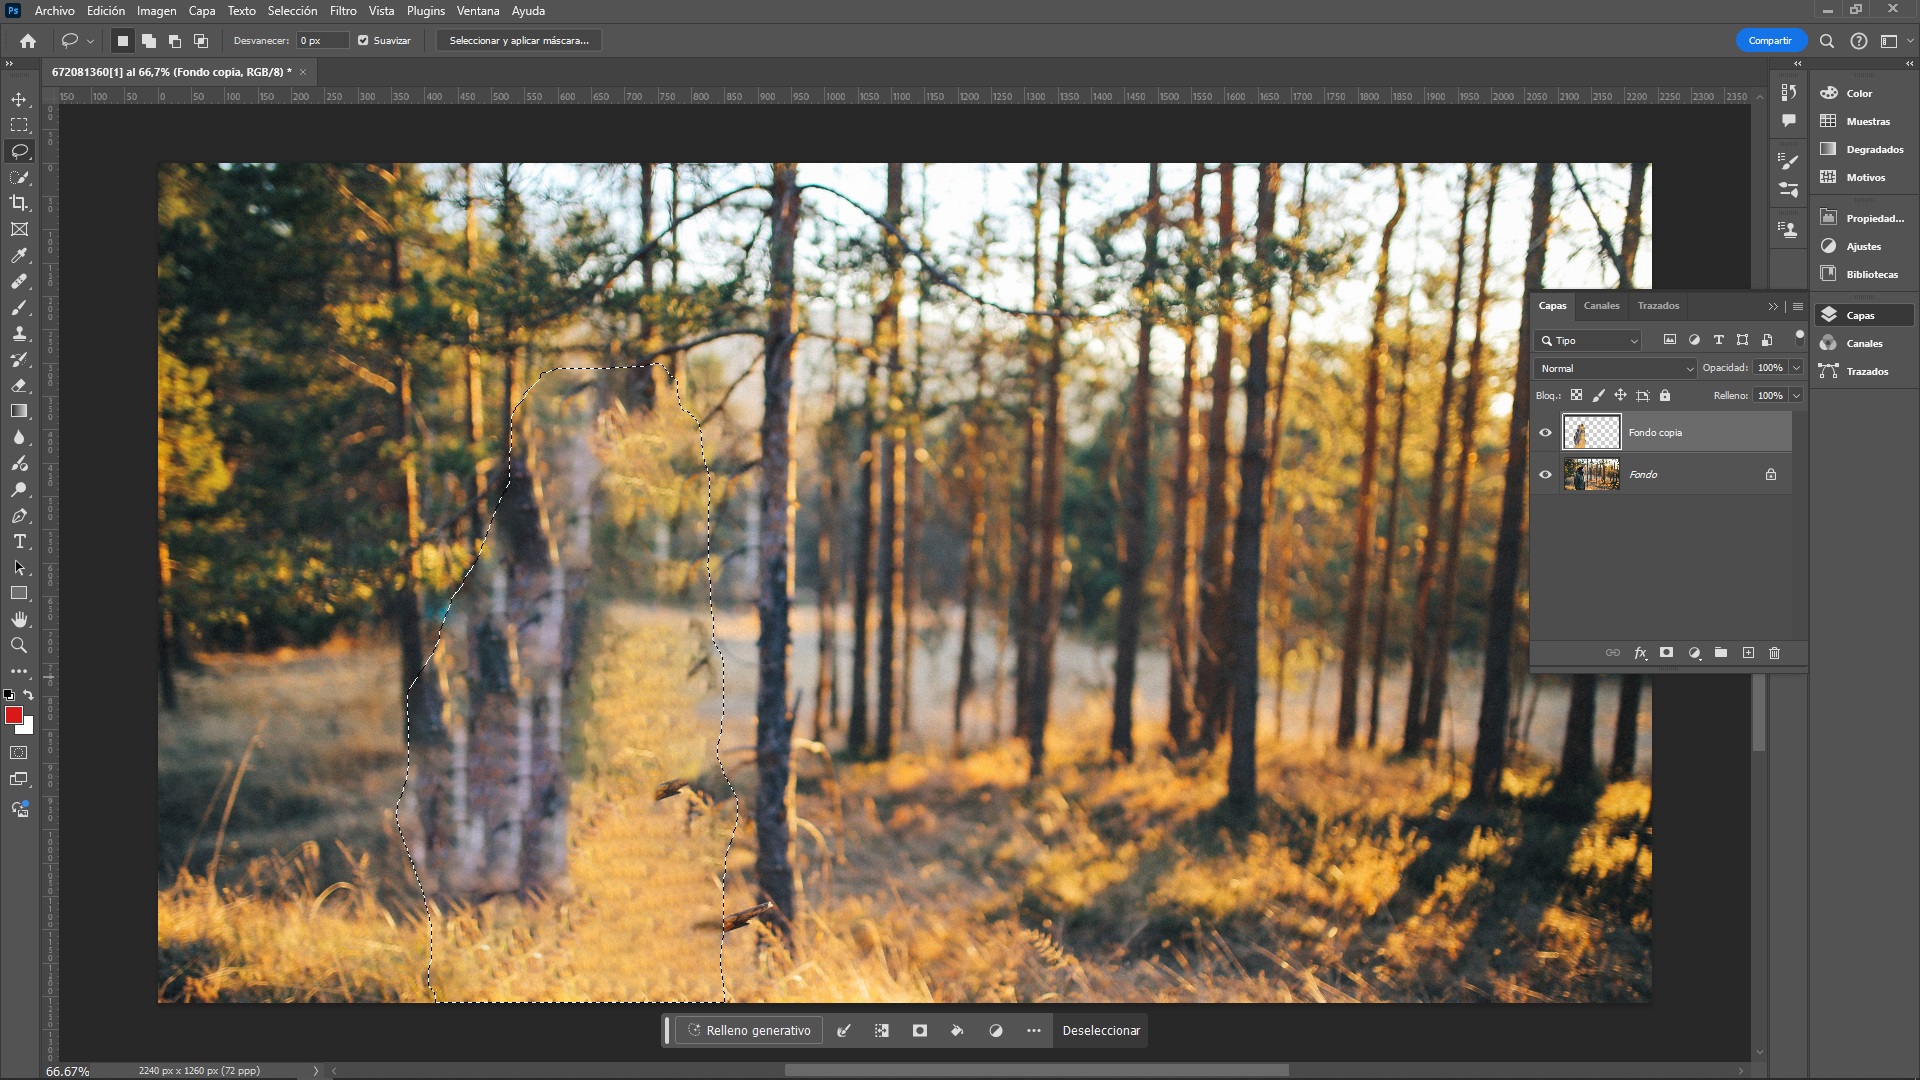 Ps Archivo Edición Imagen Capa Texto Selección Filtro Vista Plugins Ventana Ayuda
Desvanecer: 0 px Suavizar Seleccionar y aplicar máscara... Compartir
672081360[1] al 66,7% (Fondo copia, RGB/8) * ×
150 100 50 0 50 100 150 200 250 300 350 400 450 500 550 600 650 700 750 800 850 900 950 1000 1050 1100 1150 1200 1250 1300 1350 1400 1450 1500 1550 1600 1650 1700 1750 1800 1850 1900 1950 2000 2050 2100 2150 2200 2250 2300 2350
Color
Muestras
Degradados
Motivos
Propiedad...
Ajustes
Bibliotecas
Capas
Canales
Trazados
Capas Canales Trazados
Tipo
Normal Opacidad: 100%
Bloq.: Relleno: 100%
Fondo copia
Fondo
fx
Relleno generativo Deseleccionar
66.67% 2240 px x 1260 px (72 ppp)